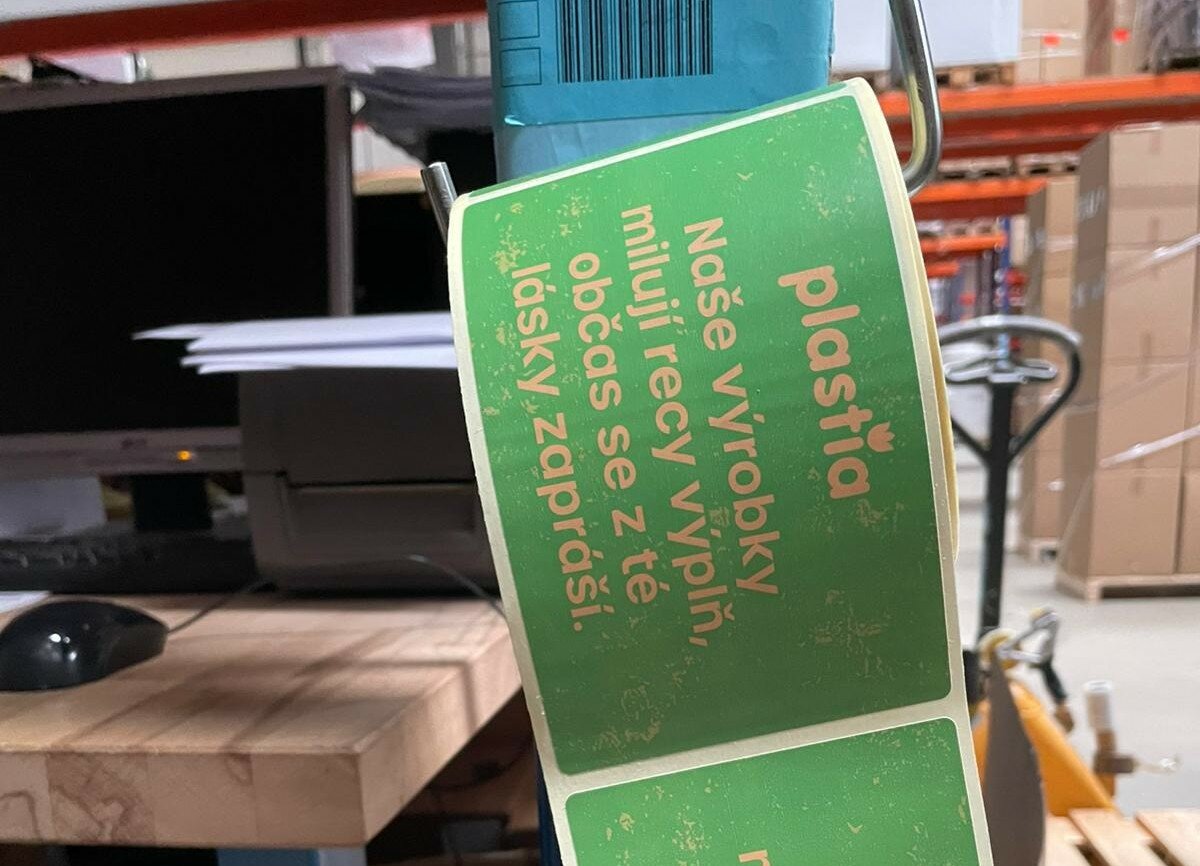 plastia
Naše výrobky
milují recy výplň,
občas se z té
lásky zapráší.